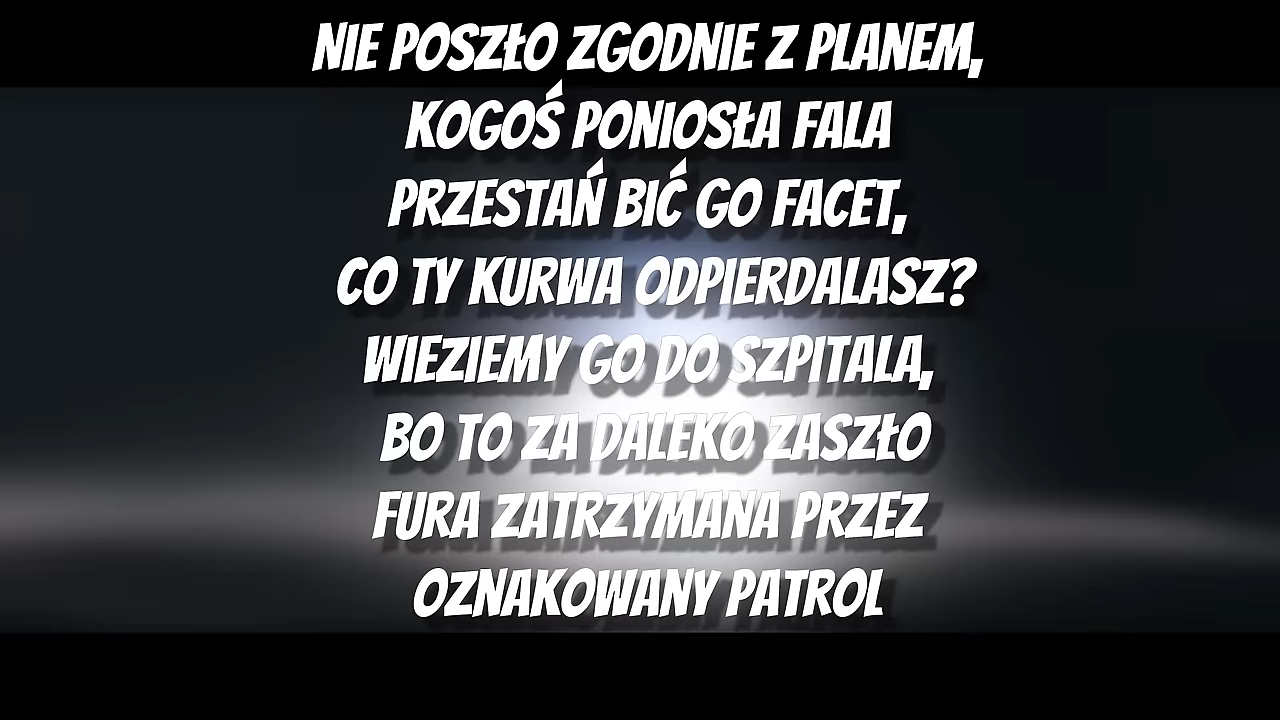 NIE POSZŁO ZGODNIE Z PLANEM,
KOGOŚ PONIOSŁA FALA
PRZESTAŃ BIĆ GO FACET,
CO TY KURWA ODPIERDALASZ?
WIEZIEMY GO DO SZPITALA,
BO TO ZA DALEKO ZASZŁO
FURA ZATRZYMANA PRZEZ
OZNAKOWANY PATROL